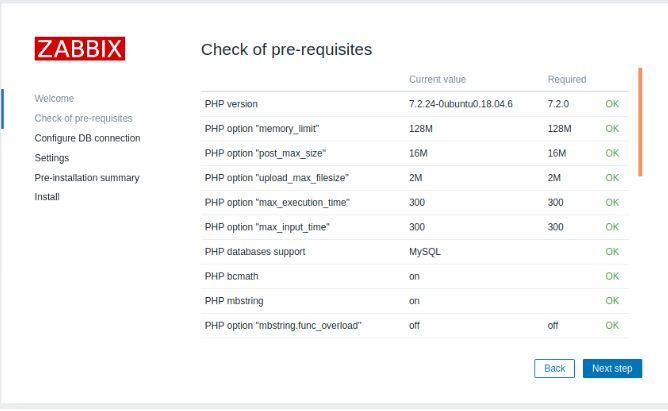 ZABBIX
Welcome
Check of pre-requisites
Configure DB connection
Settings
Pre-installation summary
Install
Check of pre-requisites
Current value Required
PHP version 7.2.24-0ubuntu0.18.04.6 7.2.0 OK
PHP option "memory_limit" 128M 128M OK
PHP option "post_max_size" 16M 16M OK
PHP option "upload_max_filesize" 2M 2M OK
PHP option "max_execution_time" 300 300 OK
PHP option "max_input_time" 300 300 OK
PHP databases support MySQL OK
PHP bcmath on OK
PHP mbstring on OK
PHP option "mbstring.func_overload" off off OK
Back Next step